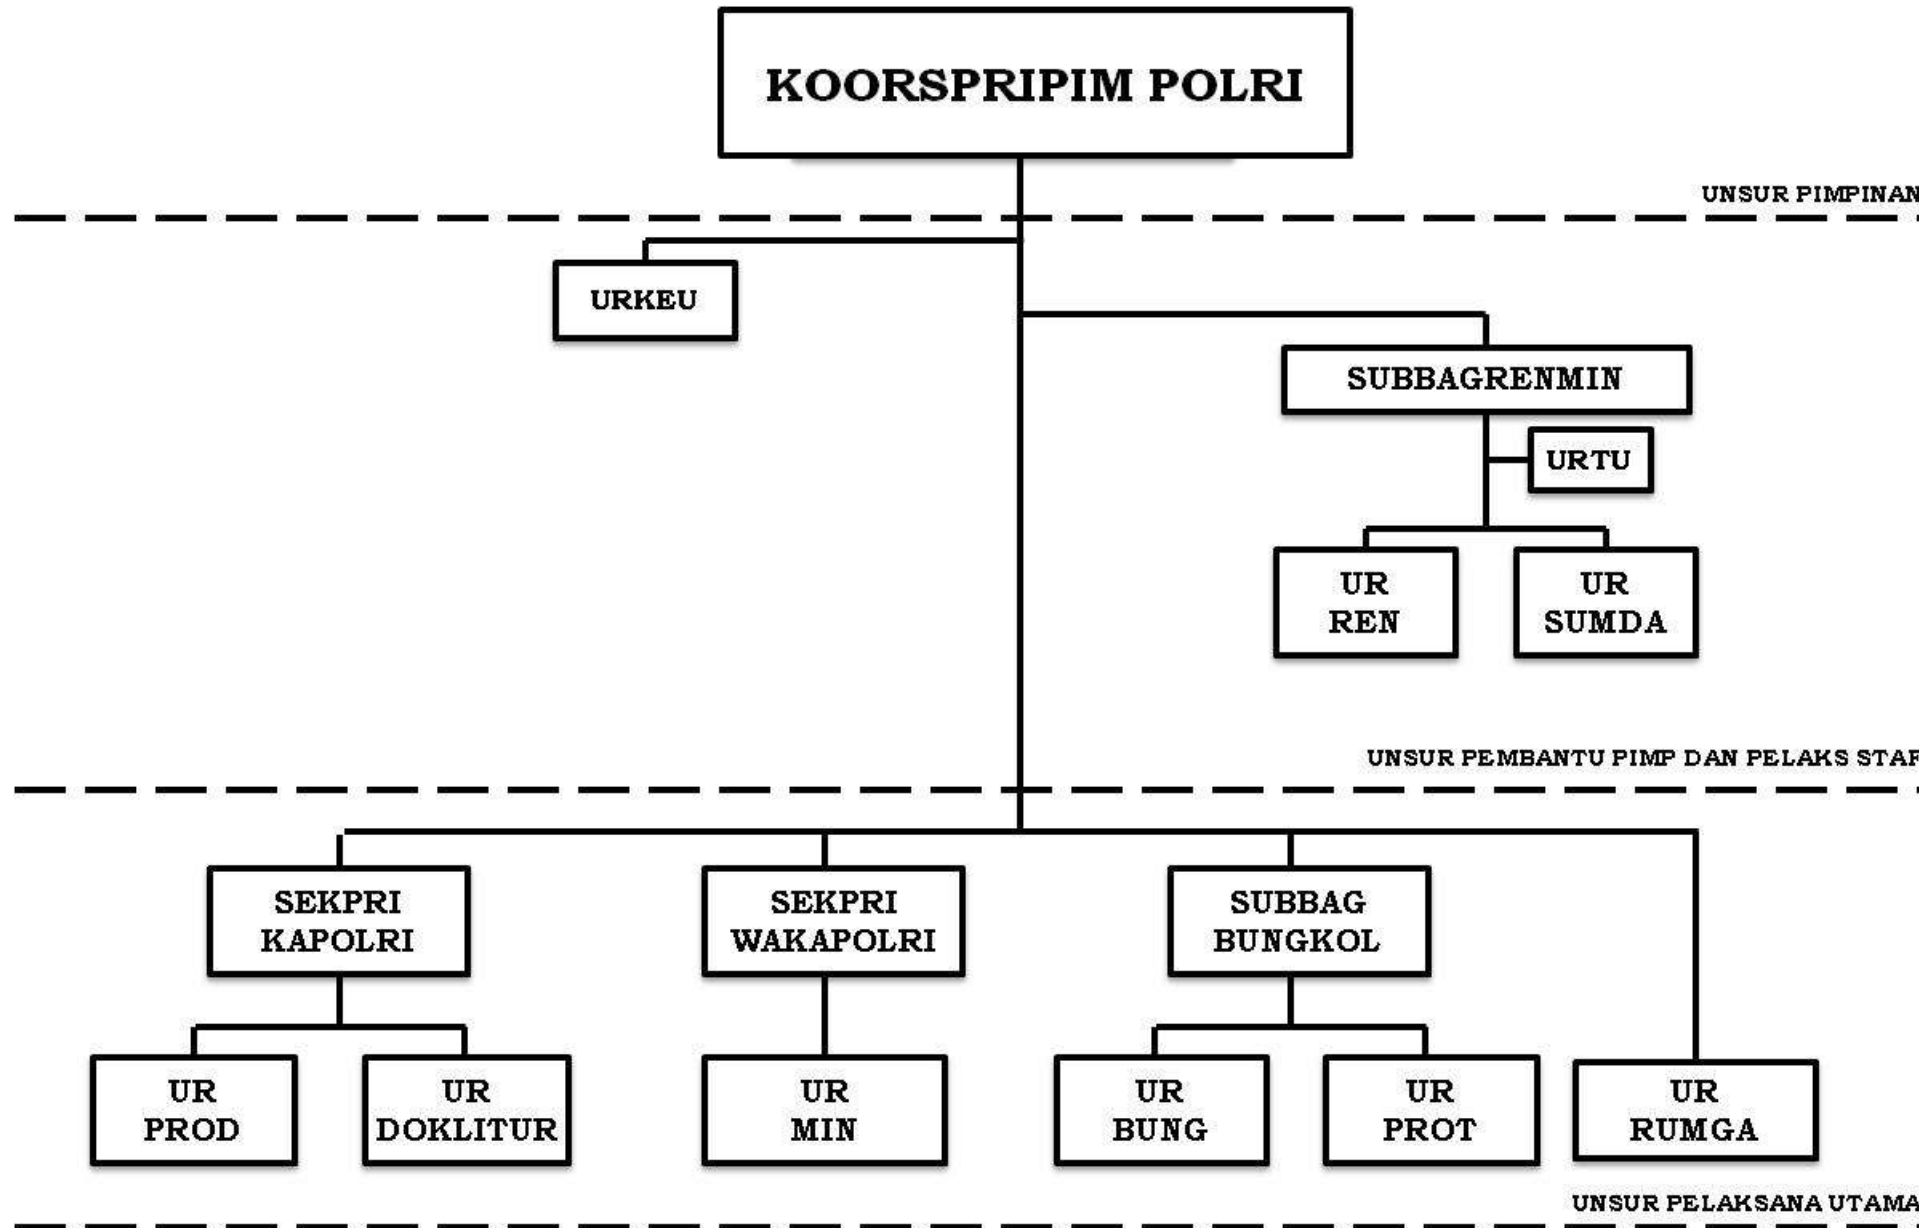 KOORSPRIPIM POLRI
UNSUR PIMPINAN
URKEU
SUBBAGRENMIN
URTU
UR
REN
UR
SUMDA
UNSUR PEMBANTU PIMP DAN PELAKS STAF
SEKPRI
KAPOLRI
SEKPRI
WAKAPOLRI
SUBBAG
BUNGKOL
UR
PROD
UR
DOKLITUR
UR
MIN
UR
BUNG
UR
PROT
UR
RUMGA
UNSUR PELAKSANA UTAMA